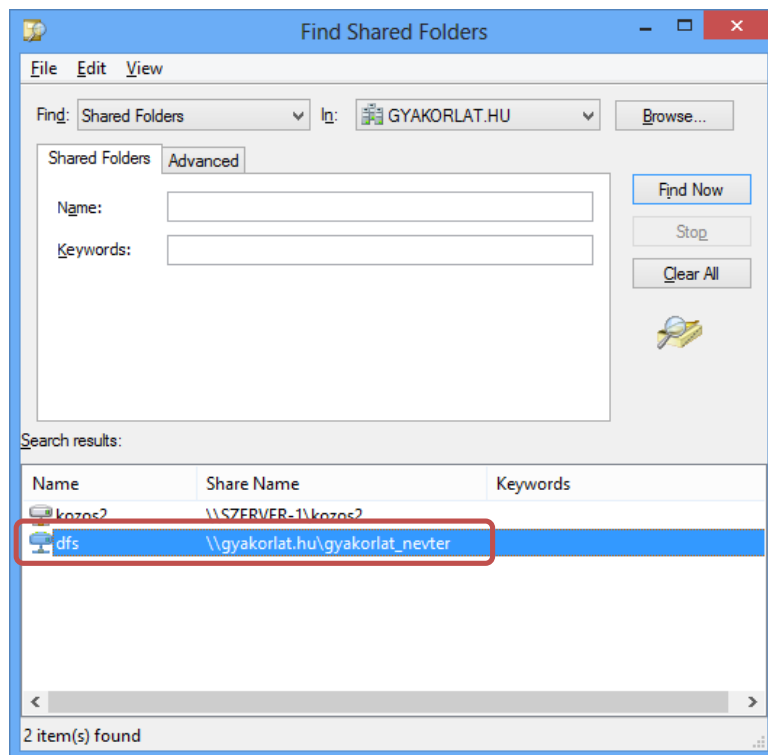 Find Shared Folders
File Edit View
Find: Shared Folders In: GYAKORLAT.HU Browse...
Shared Folders Advanced
Name:
Keywords:
Find Now
Stop
Clear All
Search results:
Name Share Name Keywords
kozos2 \\SZERVER-1\kozos2
dfs \\gyakorlat.hu\gyakorlat_nevter
2 item(s) found